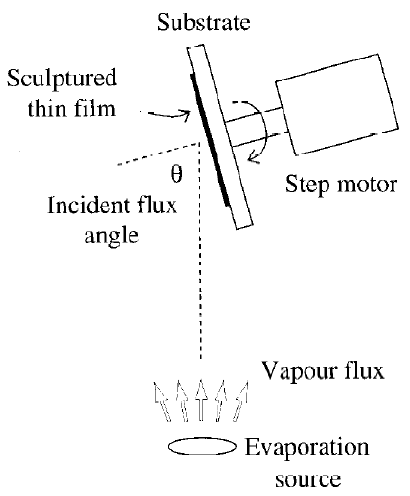 Substrate
Sculptured
thin film
θ
Step motor
Incident flux
angle
Vapour flux
Evaporation
source